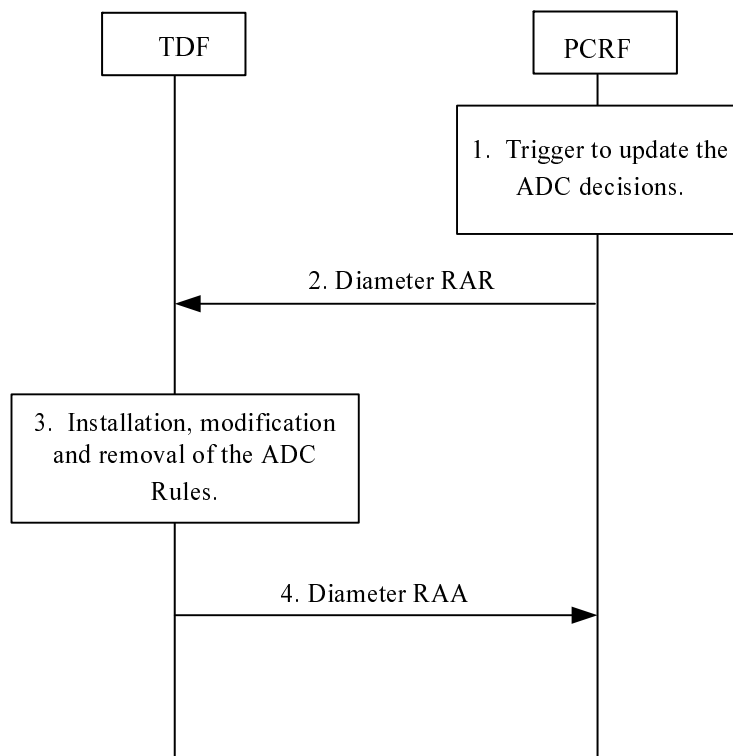 TDF
PCRF
1. Trigger to update the
ADC decisions.
2. Diameter RAR
3. Installation, modification
and removal of the ADC
Rules.
4. Diameter RAA